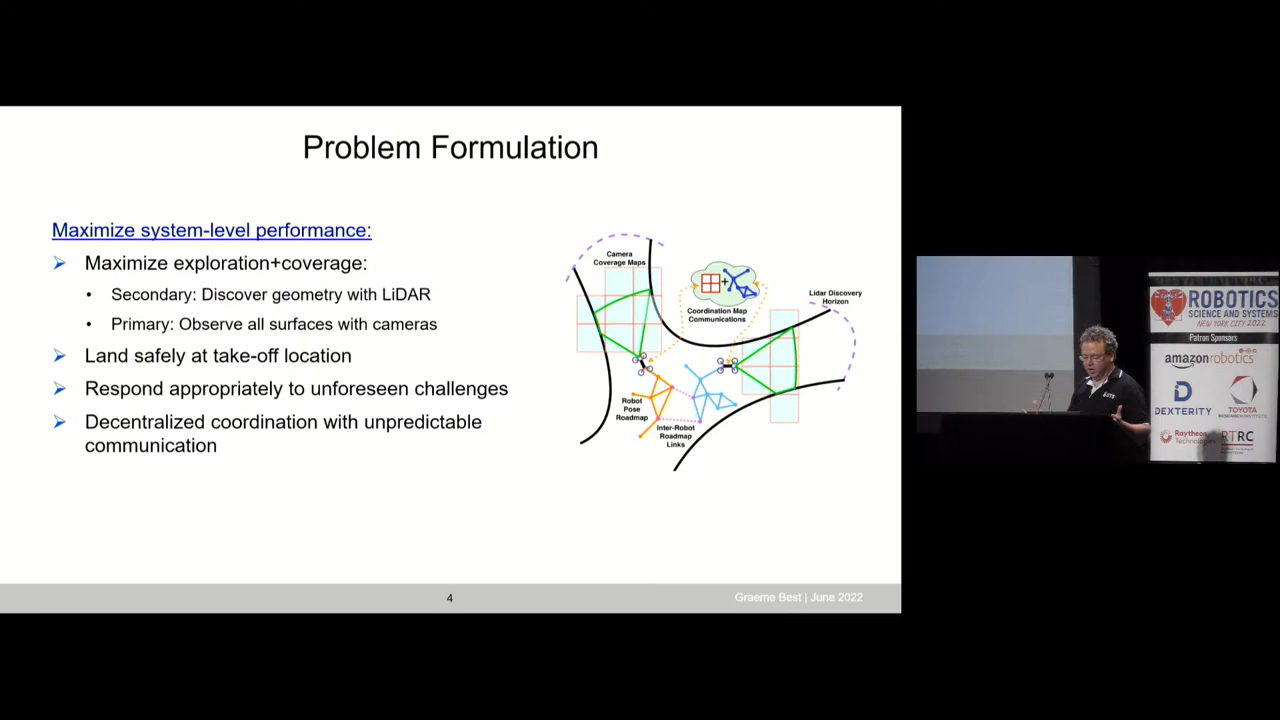 Problem Formulation
Maximize system-level performance:
Maximize exploration+coverage:
Secondary: Discover geometry with LiDAR
Primary: Observe all surfaces with cameras
Land safely at take-off location
Respond appropriately to unforeseen challenges
Decentralized coordination with unpredictable
communication
Camera
Coverage Maps
+
Coordination Map
Communications
Lidar Discovery
Horizon
Robot
Pose
Roadmap
Inter-Robot
Roadmap
Links
4
Graeme Best | June 2022
ROBOTICS
SCIENCE AND SYSTEMS
NEW YORK CITY 2022
Patron Sponsors
amazon robotics
DEXTERITY
TOYOTA
RESEARCH INSTITUTE
Raytheon
Technologies
RTRC